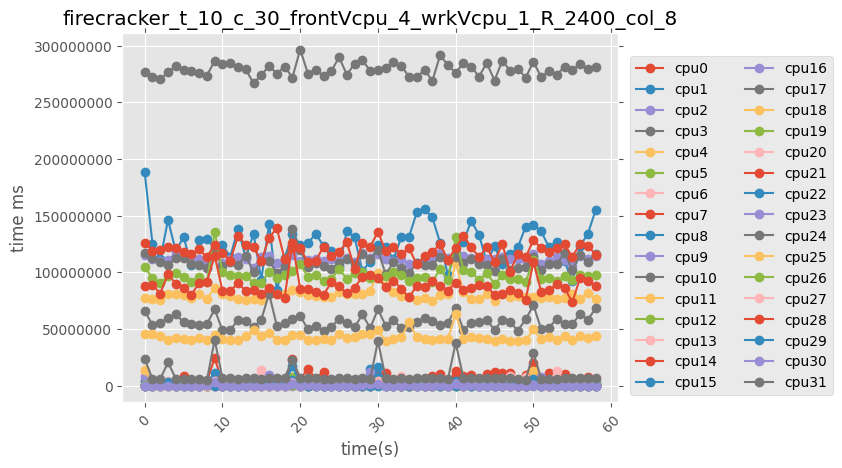 firecracker_t_10_c_30_frontVcpu_4_wrkVcpu_1_R_2400_col_8
time ms
300000000
250000000
200000000
150000000
100000000
50000000
0
0
10
20
30
40
50
60
time(s)
cpu0
cpu1
cpu2
cpu3
cpu4
cpu5
cpu6
cpu7
cpu8
cpu9
cpu10
cpu11
cpu12
cpu13
cpu14
cpu15
cpu16
cpu17
cpu18
cpu19
cpu20
cpu21
cpu22
cpu23
cpu24
cpu25
cpu26
cpu27
cpu28
cpu29
cpu30
cpu31